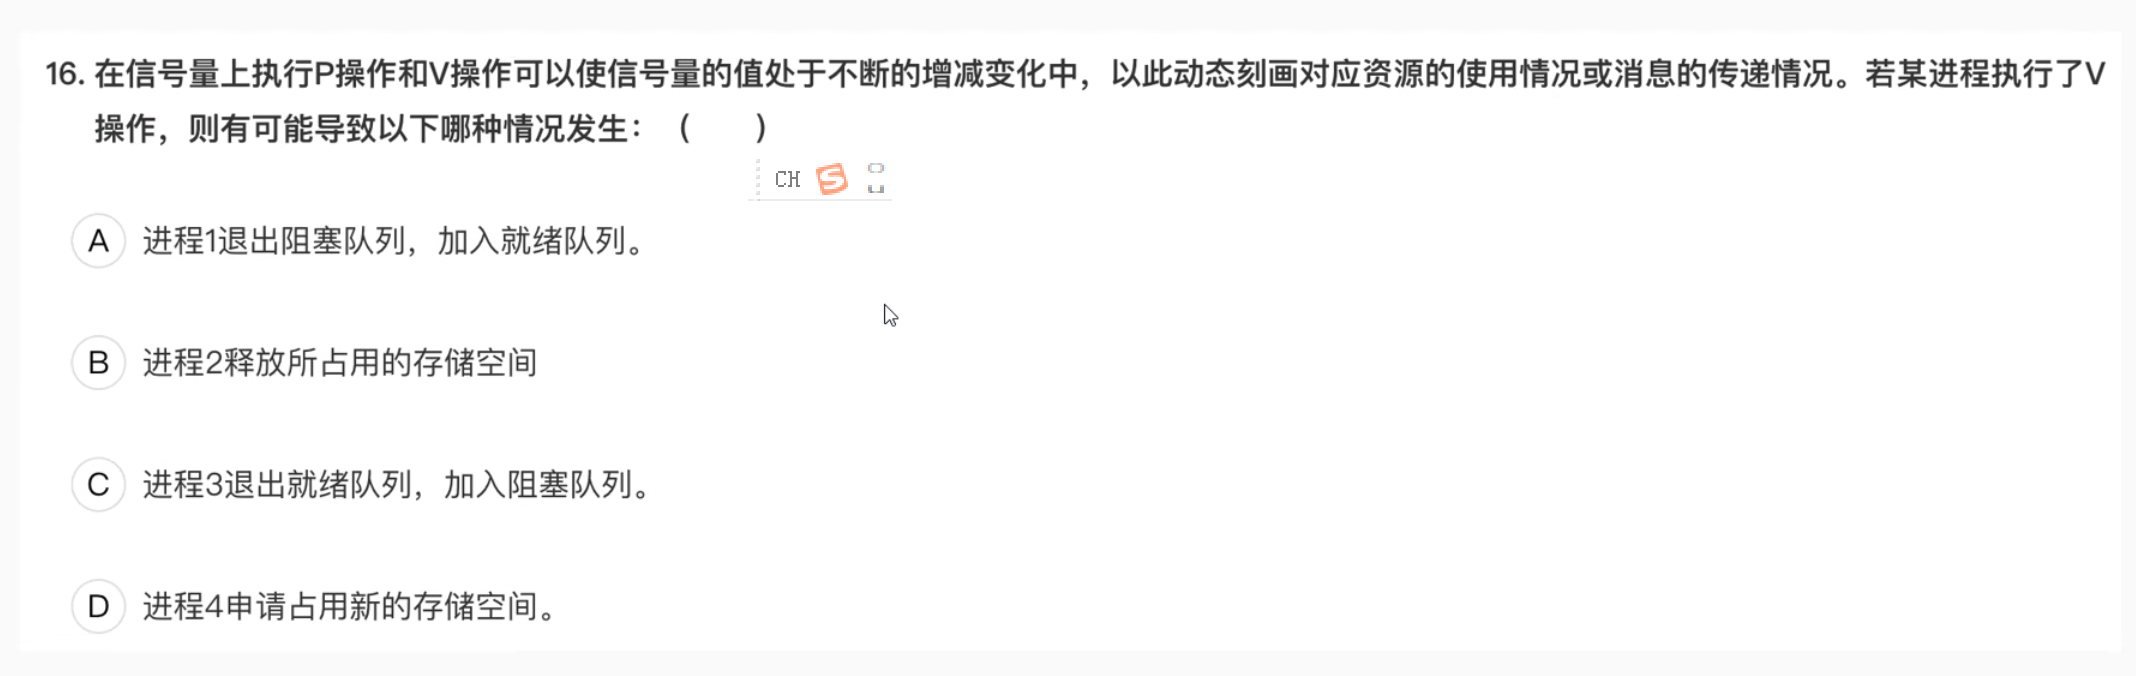 16. 在信号量上执行P操作和V操作可以使信号量的值处于不断的增减变化中，以此动态刻画对应资源的使用情况或消息的传递情况。若某进程执行了V
操作，则有可能导致以下哪种情况发生：（ ）
CH S
A 进程1退出阻塞队列，加入就绪队列。
B 进程2释放所占用的存储空间
C 进程3退出就绪队列，加入阻塞队列。
D 进程4申请占用新的存储空间。